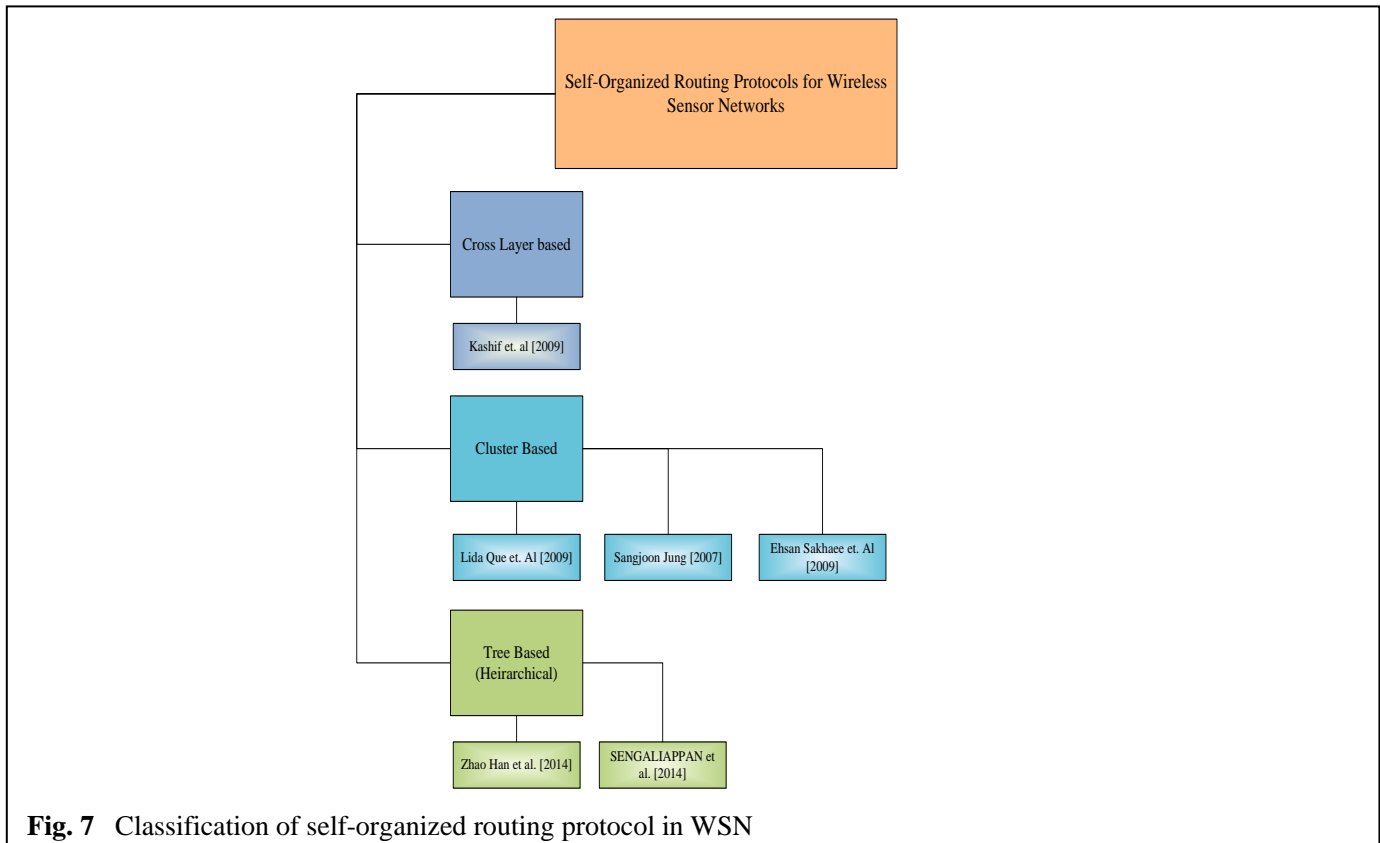 Self-Organized Routing Protocols for Wireless
Sensor Networks
Cross Layer based
Kashif et. al [2009]
Cluster Based
Lida Que et. Al [2009]
Sangjoon Jung [2007]
Ehsan Sakhaee et. Al
[2009]
Tree Based
(Heirarchical)
Zhao Han et al. [2014]
SENGALIAPPAN et
al. [2014]
Fig. 7 Classification of self-organized routing protocol in WSN